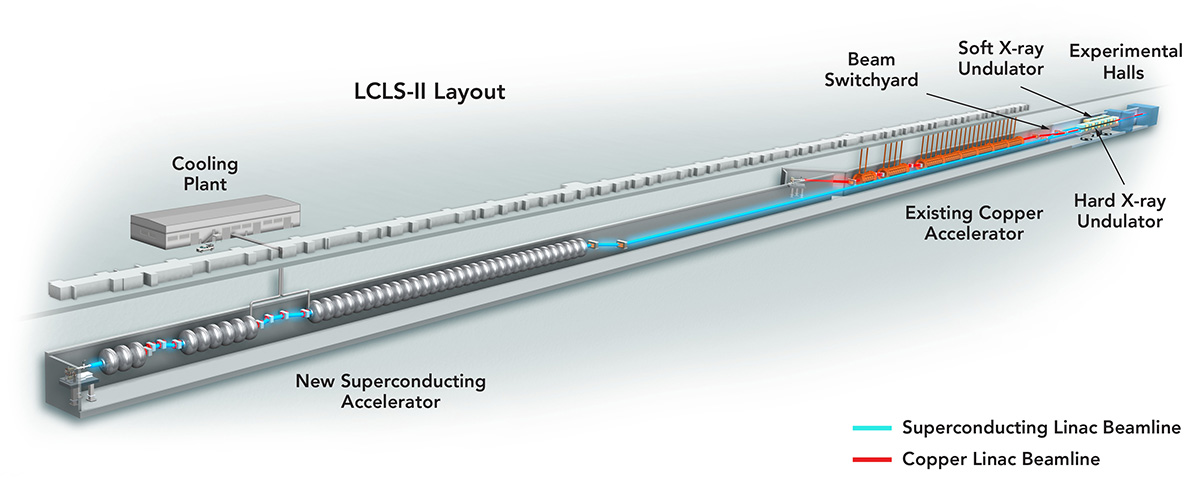 LCLS-II Layout
Cooling
Plant
Beam
Switchyard
Soft X-ray
Undulator
Experimental
Halls
Existing Copper
Accelerator
Hard X-ray
Undulator
New Superconducting
Accelerator
Superconducting Linac Beamline
Copper Linac Beamline